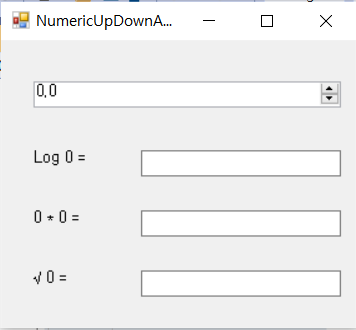 NumericUpDownA...
0,0
Log 0 =
0 * 0 =
√ 0 =